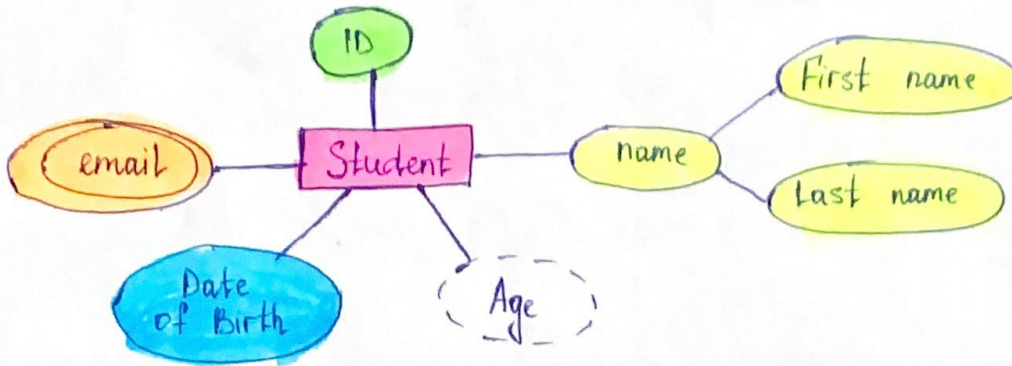 ID
email
Student
name
First name
Last name
Date
of Birth
Age